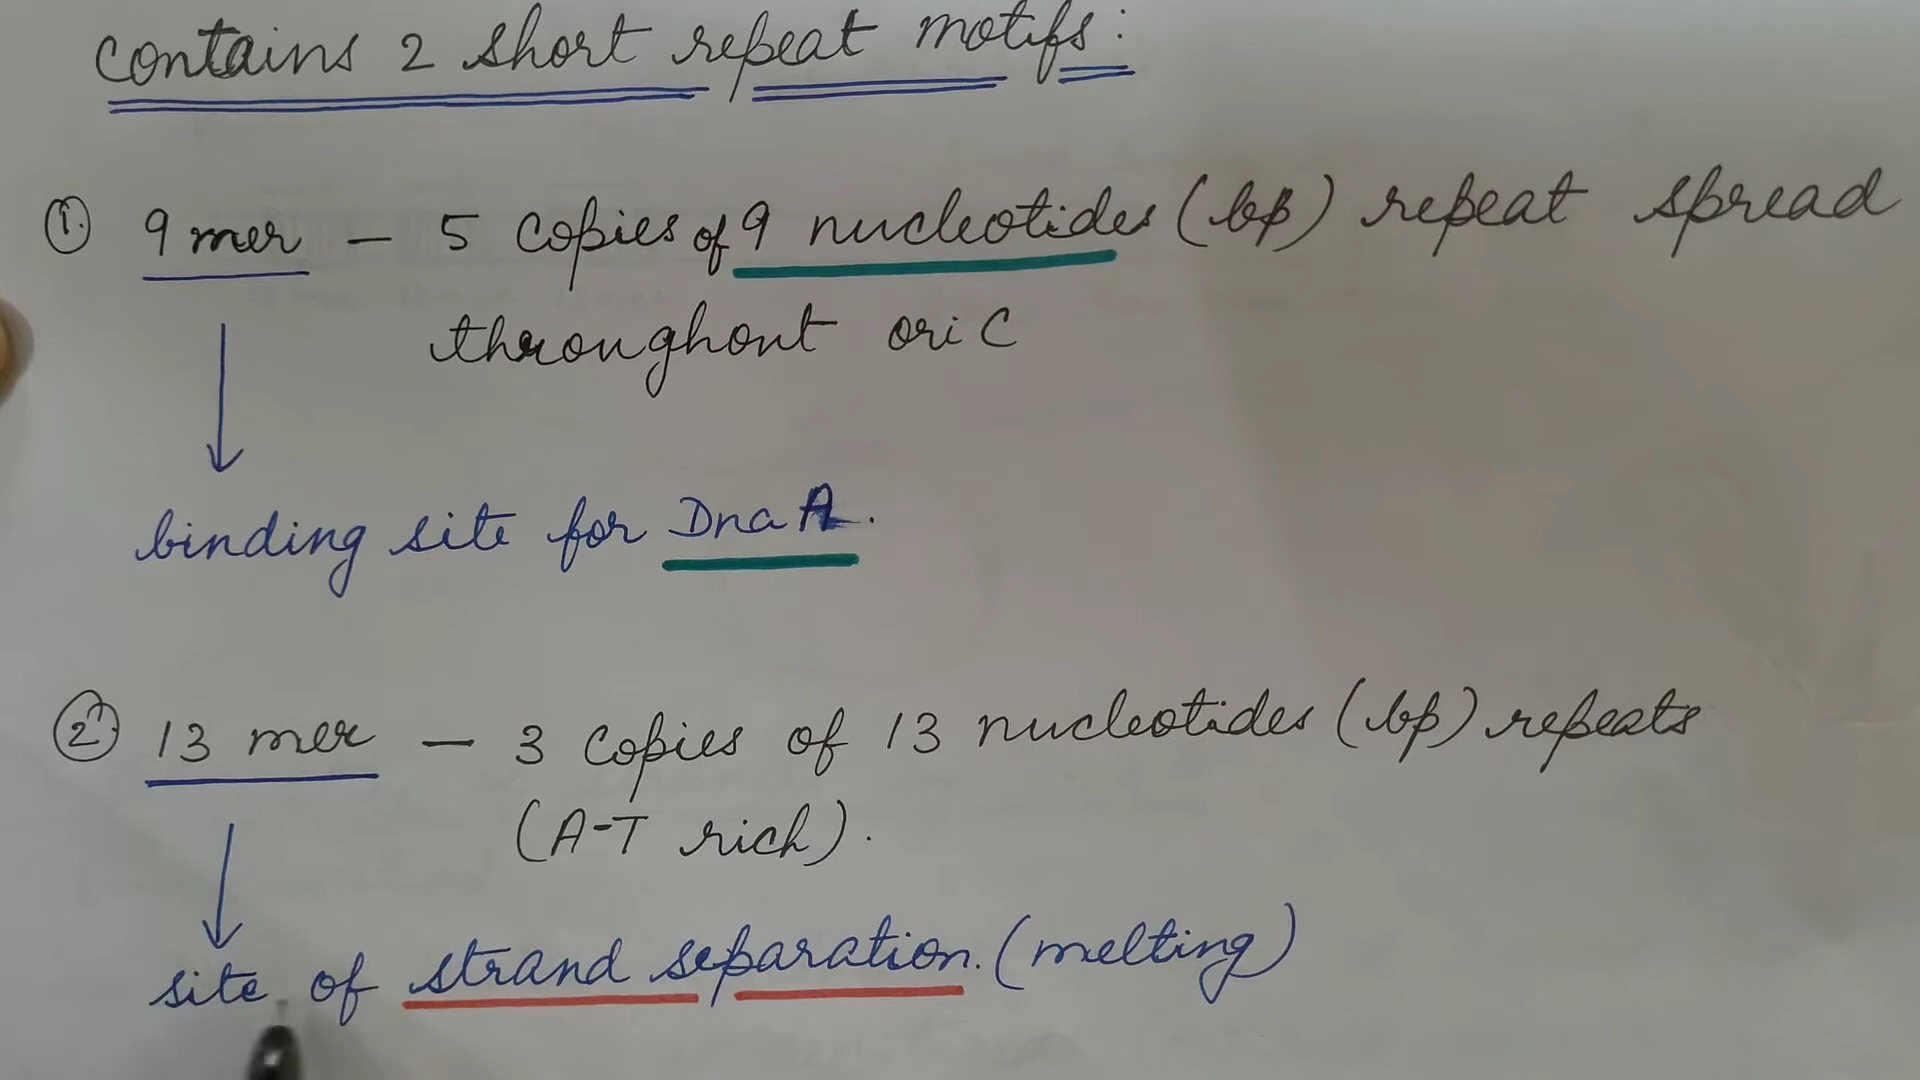 contains 2 short repeat motifs:
1. 9 mer – 5 copies of 9 nucleotides (bp) repeat spread
throughout ori C
binding site for DnaA.
2. 13 mer – 3 copies of 13 nucleotides (bp) repeats
(A-T rich).
site of strand separation. (melting)